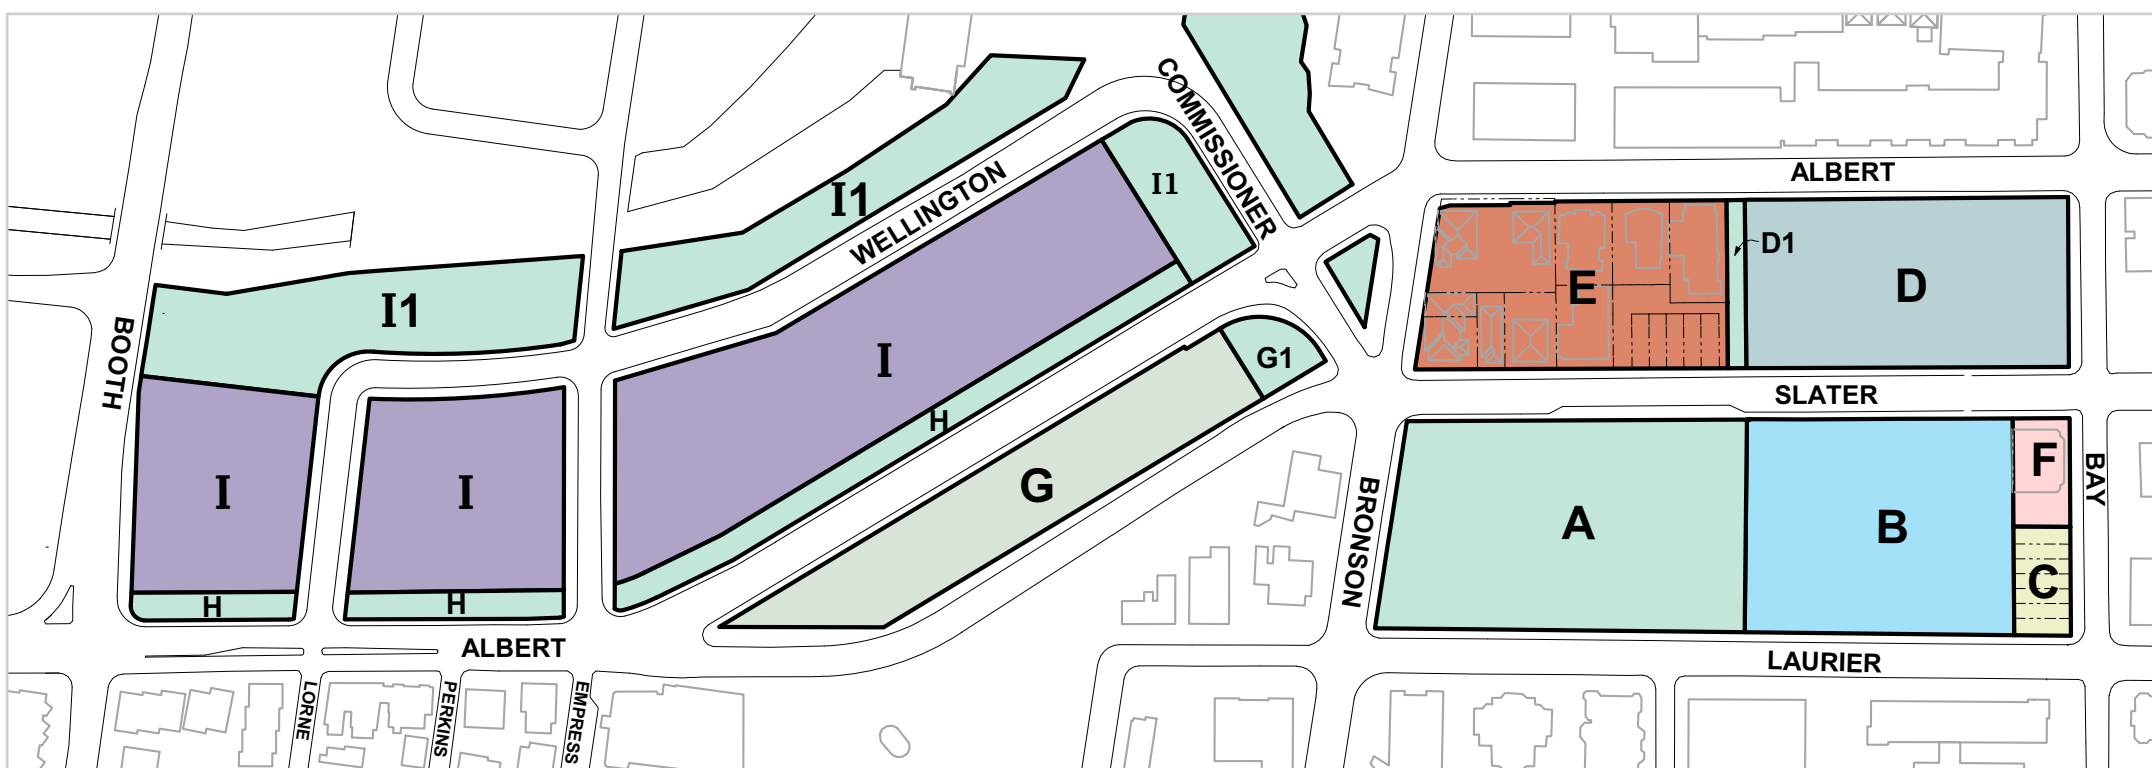 COMMISSIONER
ALBERT
I1
I1
WELLINGTON
D1
E
D
I1
BOOTH
G1
I
SLATER
H
F
BAY
G
I
I
BRONSON
A
B
C
H
H
ALBERT
LAURIER
LORNE
PERKINS
EMPRESS